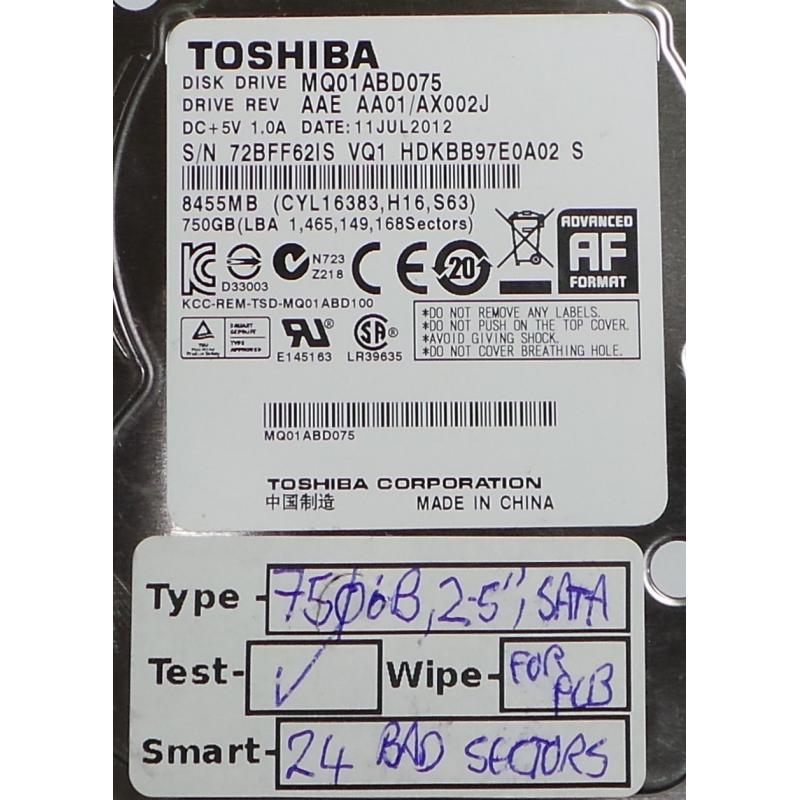 TOSHIBA
DISK DRIVE MQ01ABD075
DRIVE REV AAE AA01/AX002J
DC+5V 1.0A DATE:11JUL2012
S/N 72BFF62IS VQ1 HDKBB97E0A02 S
8455MB (CYL16383,H16,S63)
750GB(LBA 1,465,149,168Sectors)
ADVANCED
AF
FORMAT
D33003
N723
Z218
CE
20
KCC-REM-TSD-MQ01ABD100
TYPE
APPROVED
E145163
LR39635
*DO NOT REMOVE ANY LABELS.
*DO NOT PUSH ON THE TOP COVER.
*AVOID GIVING SHOCK.
*DO NOT COVER BREATHING HOLE.
MQ01ABD075
TOSHIBA CORPORATION
中国制造 MADE IN CHINA
Type - 750GB, 2.5", SATA
Test- ✓ Wipe- FOR
PCB
Smart- 24 BAD SECTORS